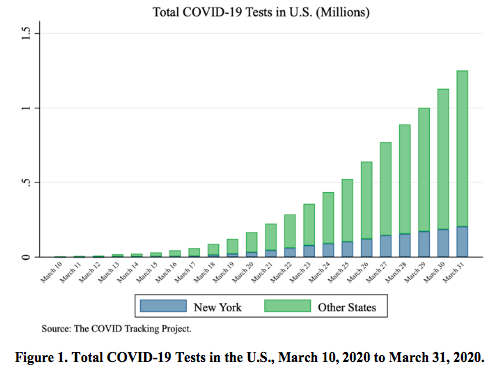 Total COVID-19 Tests in U.S. (Millions)
1.5
1
.5
0
March 10 March 11 March 12 March 13 March 14 March 15 March 16 March 17 March 18 March 19 March 20 March 21 March 22 March 23 March 24 March 25 March 26 March 27 March 28 March 29 March 30 March 31
New York Other States
Source: The COVID Tracking Project.
Figure 1. Total COVID-19 Tests in the U.S., March 10, 2020 to March 31, 2020.